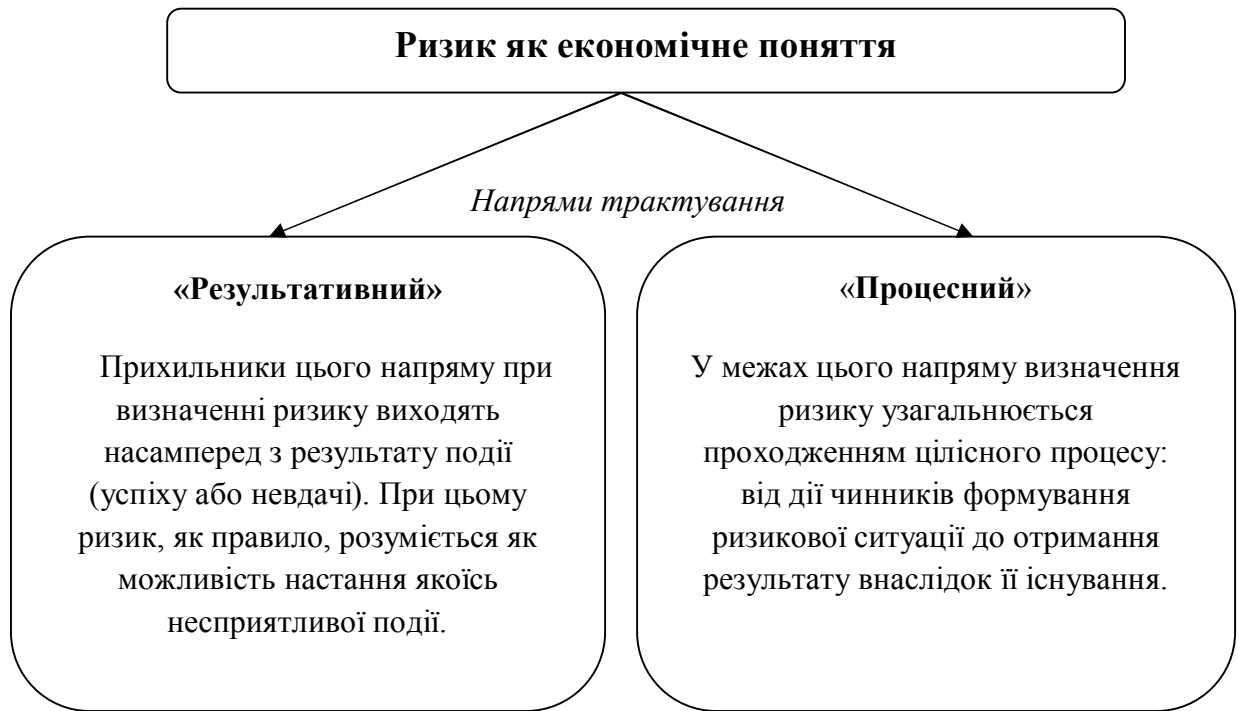 Ризик як економічне поняття
Напрями трактування
«Результативний»
Прихильники цього напряму при
визначенні ризику виходять
насамперед з результату події
(успіху або невдачі). При цьому
ризик, як правило, розуміється як
можливість настання якоїсь
несприятливої події.
«Процесний»
У межах цього напряму визначення
ризику узагальнюється
проходженням цілісного процесу:
від дії чинників формування
ризикової ситуації до отримання
результату внаслідок її існування.